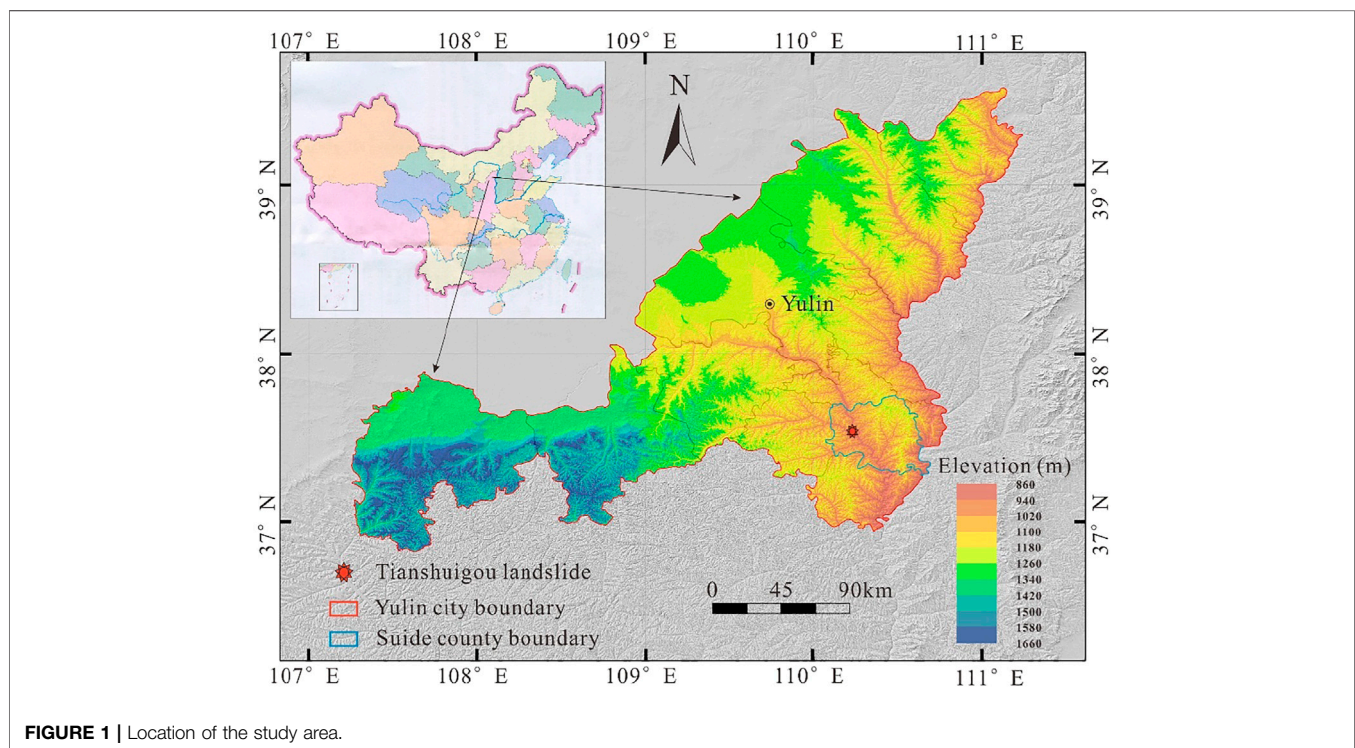 107° E 108° E 109° E 110° E 111° E
N
39° N 39° N
Yulin
38° N 38° N
Elevation (m)
860
940
1020
1100
1180
1260
1340
1420
1500
1580
1660
37° N 37° N
Tianshuigou landslide
Yulin city boundary
Suide county boundary
0 45 90km
107° E 108° E 109° E 110° E 111° E
FIGURE 1 | Location of the study area.